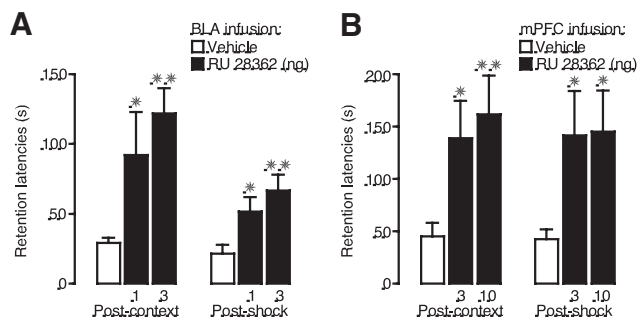 A
BLA infusion:
Vehicle
RU 28362 (ng)
Retention latencies (s)
150
100
50
0
* ** * **
1 3 1 3
Post-context Post-shock
B
mPFC infusion:
Vehicle
RU 28362 (ng)
Retention latencies (s)
200
150
100
50
0
* ** * *
3 10 3 10
Post-context Post-shock